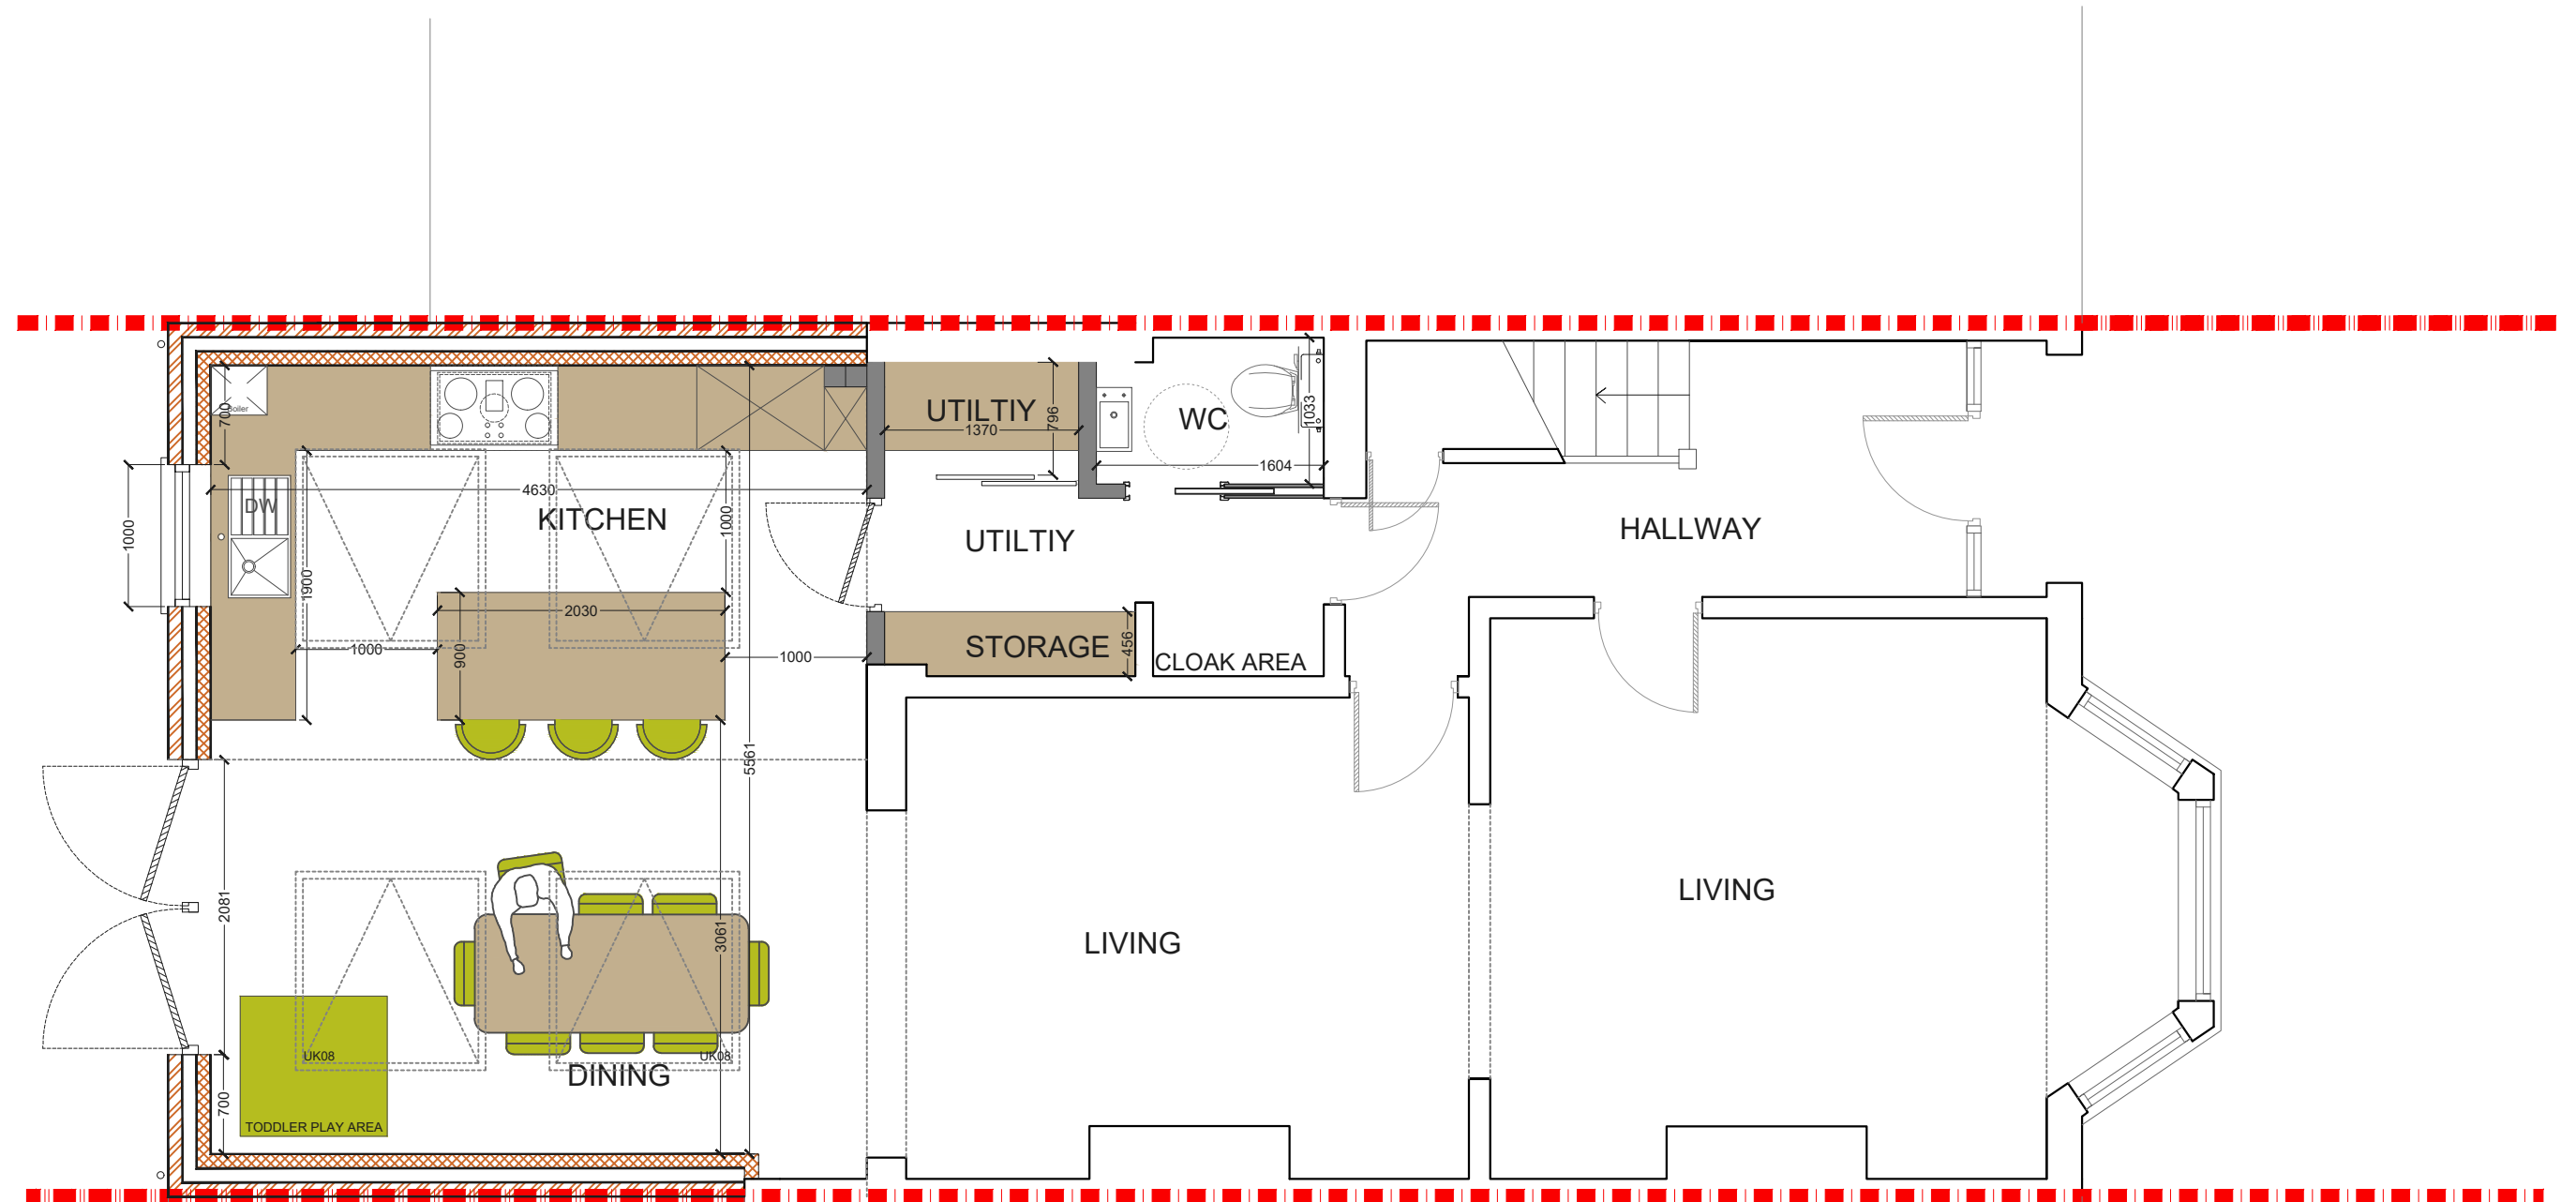 Boiler
700
UTILTIY
1370
796
WC
1033
1604
DW
4630
KITCHEN
1000
1000
UTILTIY
HALLWAY
1900
2030
900
1000
1000
STORAGE
456
CLOAK AREA
5561
2081
3061
LIVING
LIVING
UK08
UK08
DINING
700
TODDLER PLAY AREA